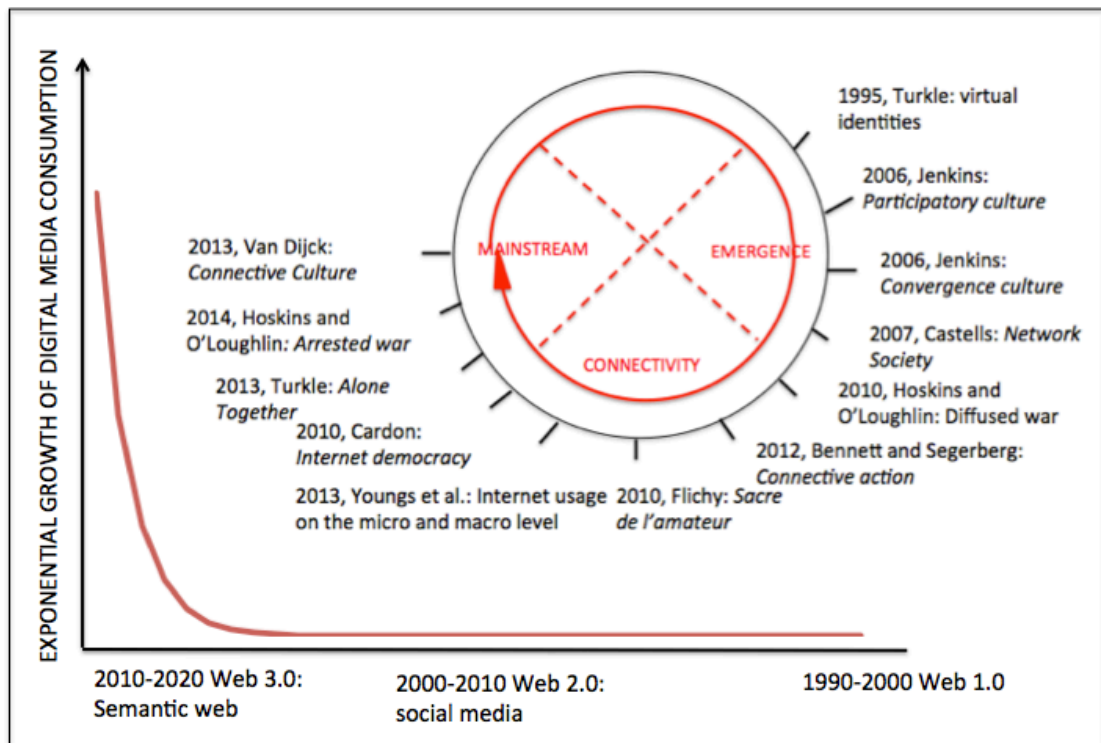 EXPONENTIAL GROWTH OF DIGITAL MEDIA CONSUMPTION
1995, Turkle: virtual
identities
2006, Jenkins:
Participatory culture
2006, Jenkins:
Convergence culture
2007, Castells: Network
Society
2010, Hoskins and
O’Loughlin: Diffused war
2012, Bennett and Segerberg:
Connective action
2010, Flichy: Sacre
de l’amateur
2013, Youngs et al.: Internet usage
on the micro and macro level
2010, Cardon:
Internet democracy
2013, Turkle: Alone
Together
2014, Hoskins and
O’Loughlin: Arrested war
2013, Van Dijck:
Connective Culture
MAINSTREAM
EMERGENCE
CONNECTIVITY
2010-2020 Web 3.0:
Semantic web
2000-2010 Web 2.0:
social media
1990-2000 Web 1.0